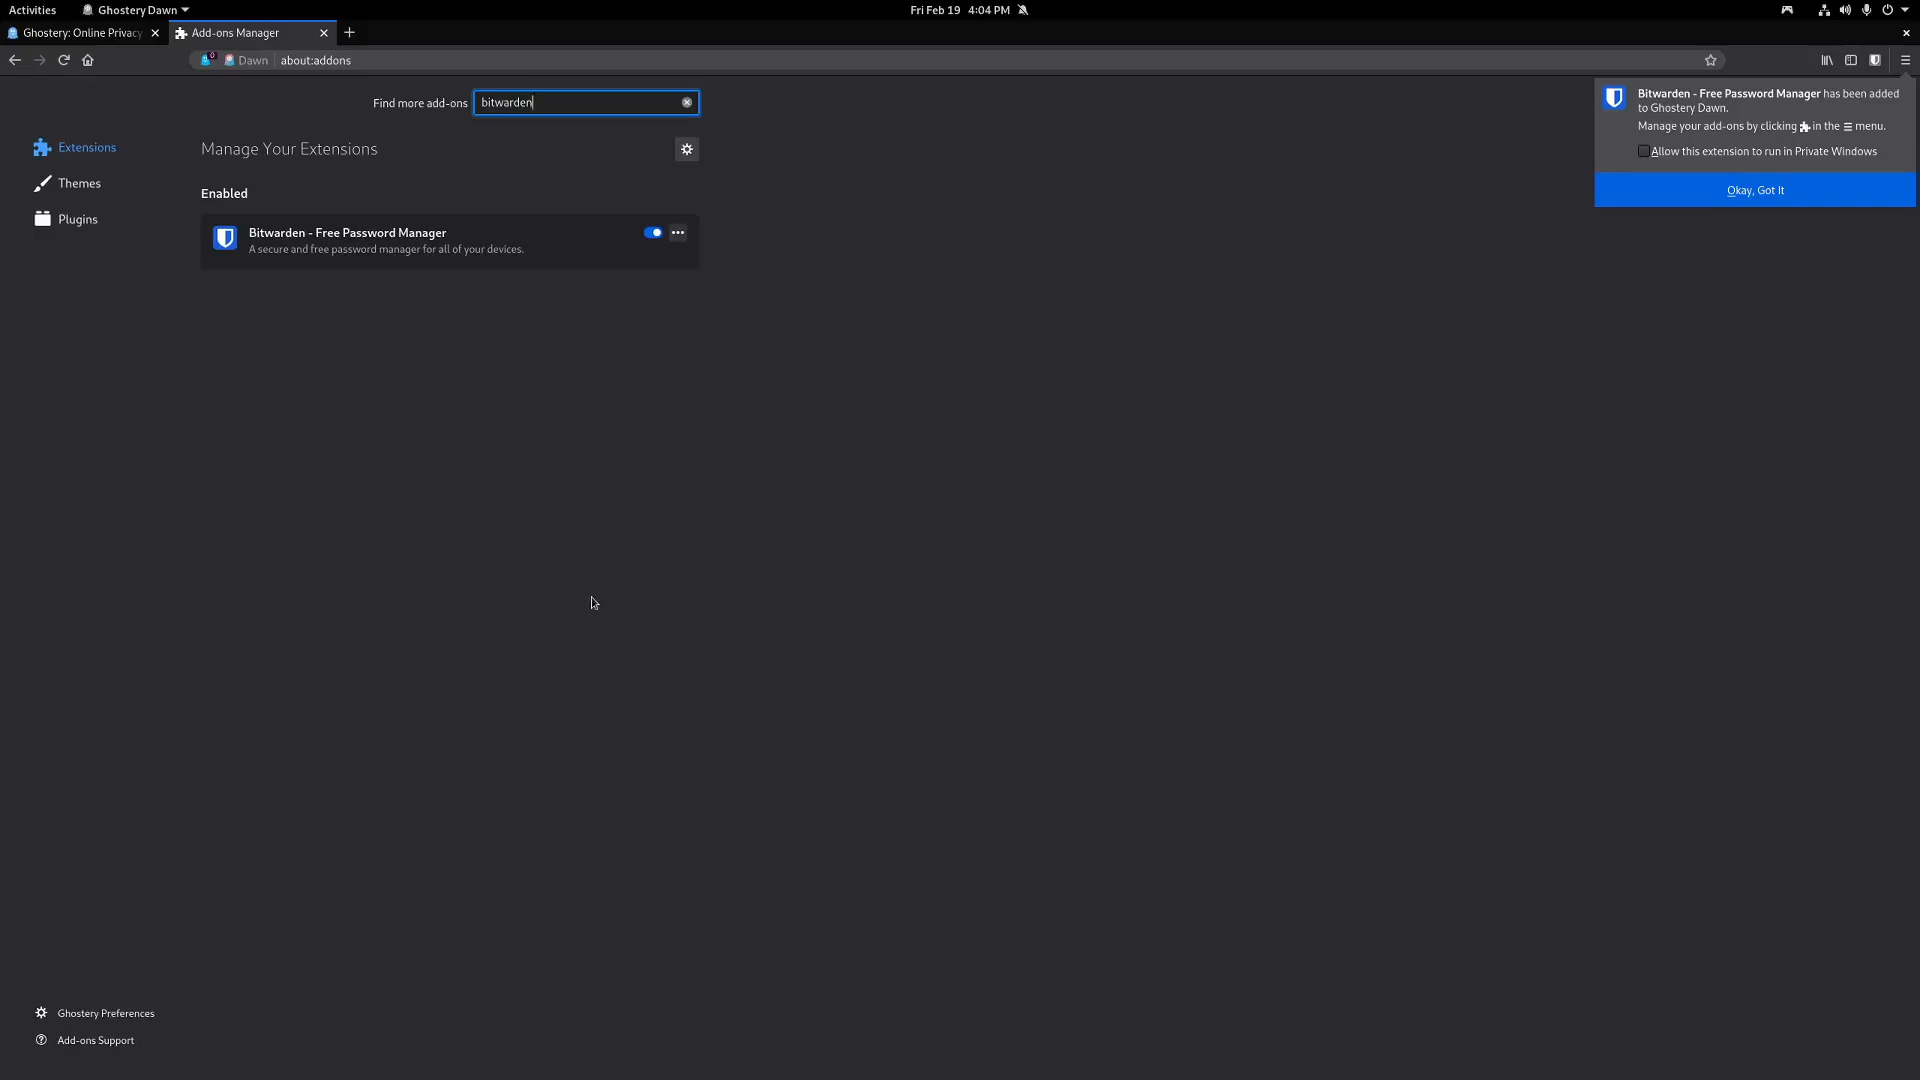 Activities
Ghostery Dawn
Fri Feb 19 4:04 PM
Ghostery: Online Privacy
Add-ons Manager
0
Dawn
about:addons
Find more add-ons
bitwarden
Bitwarden - Free Password Manager has been added
to Ghostery Dawn.
Manage your add-ons by clicking in the menu.
Allow this extension to run in Private Windows
Okay, Got It
Extensions
Themes
Plugins
Manage Your Extensions
Enabled
Bitwarden - Free Password Manager
A secure and free password manager for all of your devices.
Ghostery Preferences
Add-ons Support